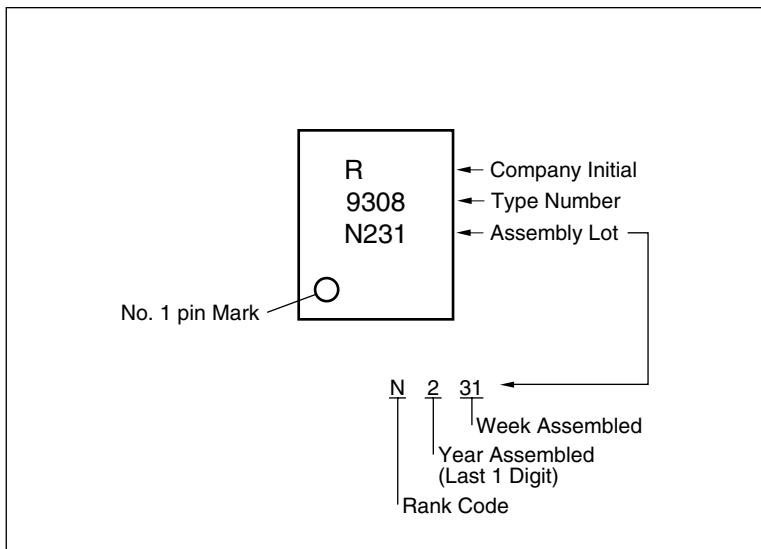 R
9308
N231
Company Initial
Type Number
Assembly Lot
No. 1 pin Mark
N 2 31
Week Assembled
Year Assembled
(Last 1 Digit)
Rank Code